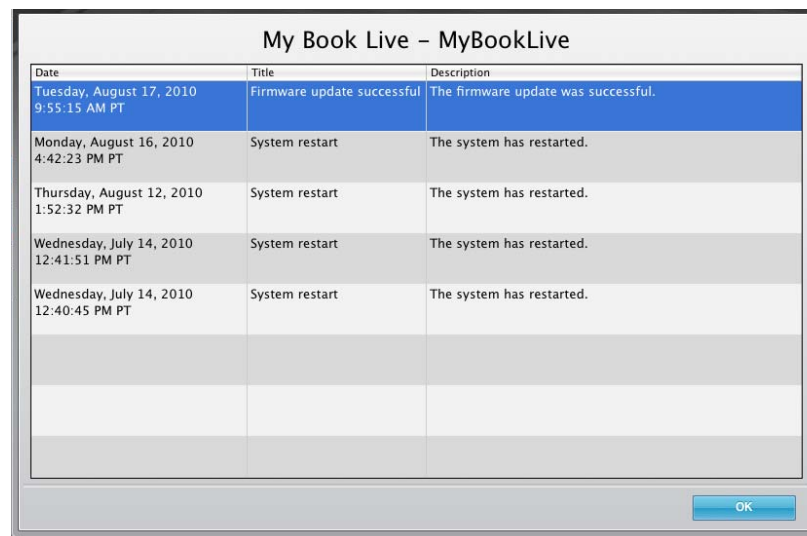 My Book Live – MyBookLive
Date Title Description
Tuesday, August 17, 2010 Firmware update successful The firmware update was successful.
9:55:15 AM PT
Monday, August 16, 2010 System restart The system has restarted.
4:42:23 PM PT
Thursday, August 12, 2010 System restart The system has restarted.
1:52:32 PM PT
Wednesday, July 14, 2010 System restart The system has restarted.
12:41:51 PM PT
Wednesday, July 14, 2010 System restart The system has restarted.
12:40:45 PM PT
OK